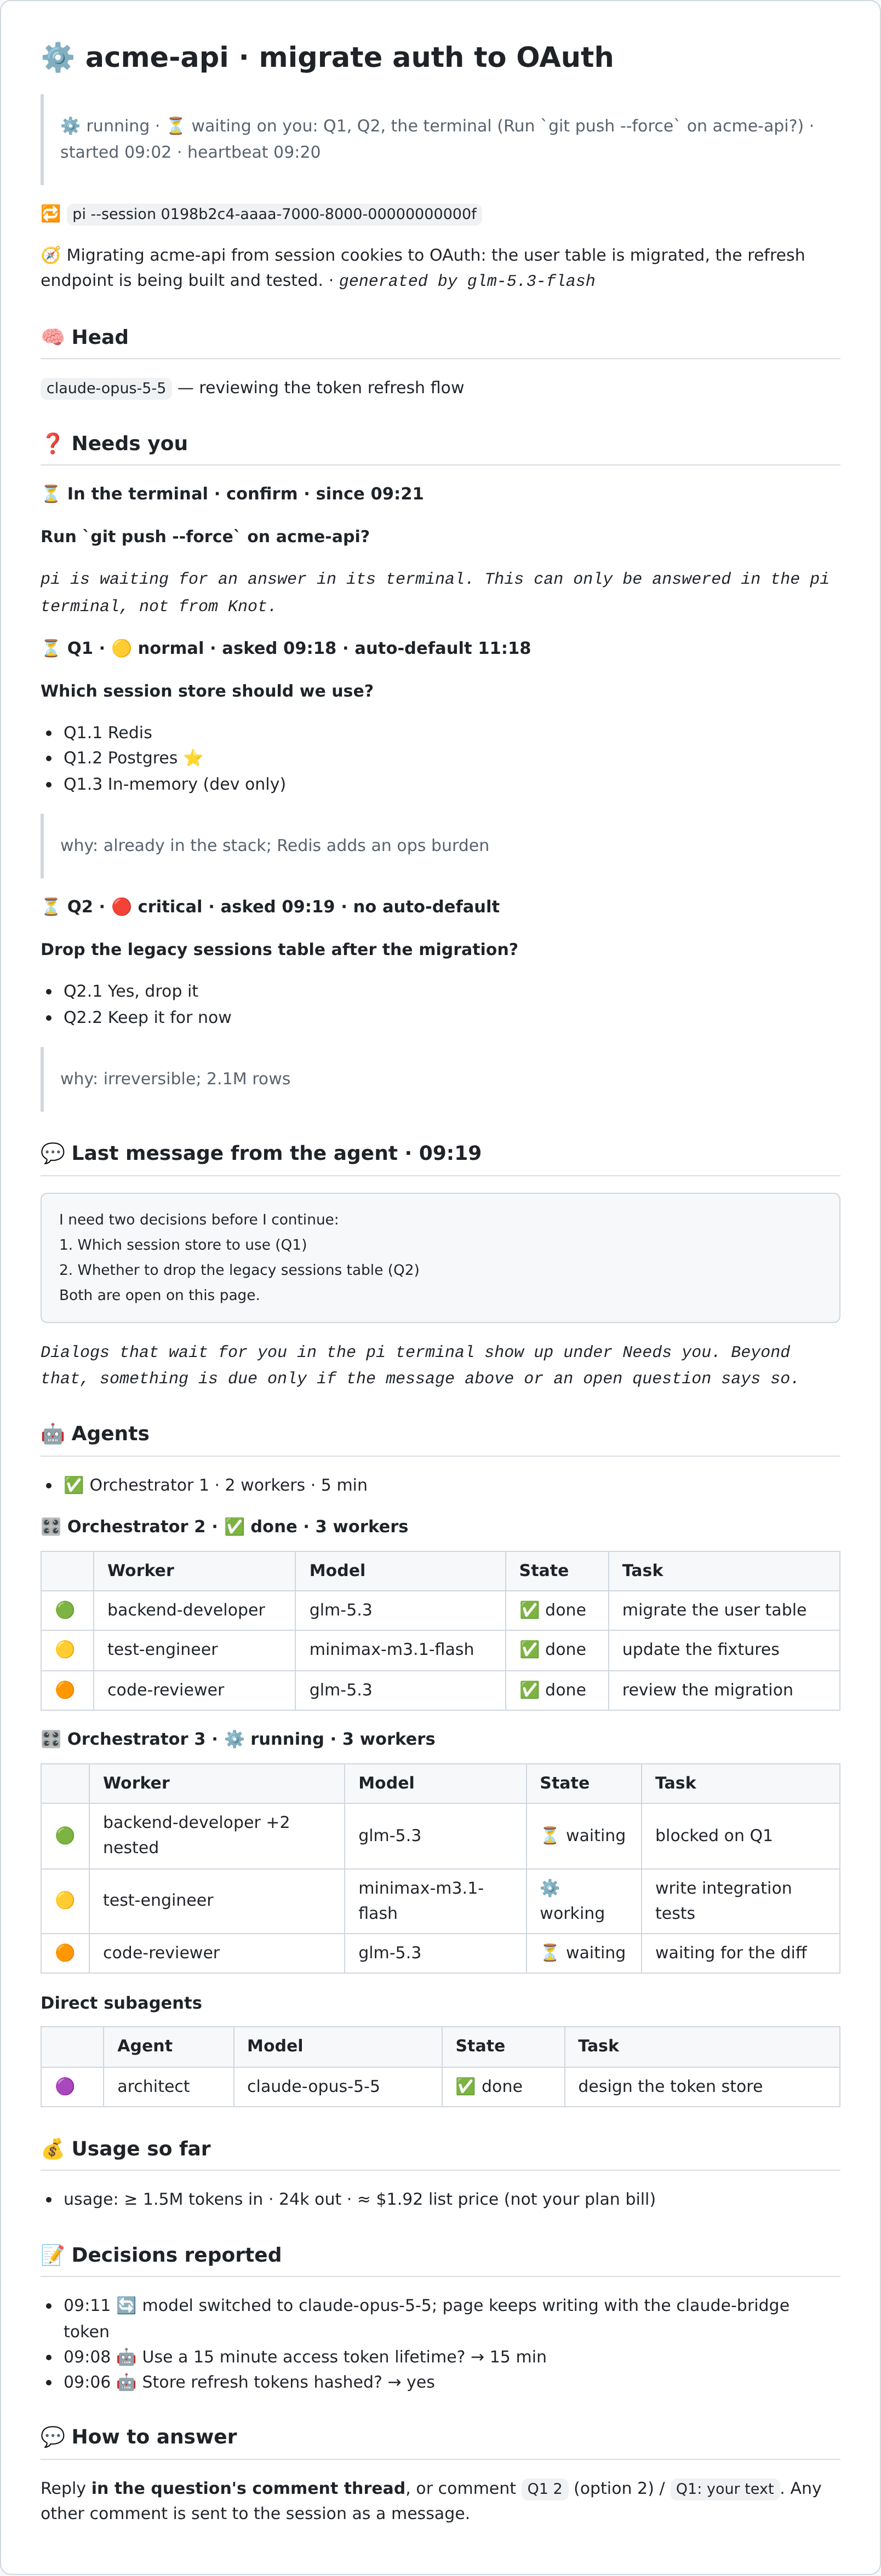 ⚙️ acme-api · migrate auth to OAuth
⚙️ running · ⏳ waiting on you: Q1, Q2, the terminal (Run `git push --force` on acme-api?) ·
started 09:02 · heartbeat 09:20
🔁 pi --session 0198b2c4-aaaa-7000-8000-00000000000f
🧭 Migrating acme-api from session cookies to OAuth: the user table is migrated, the refresh
endpoint is being built and tested. · generated by glm-5.3-flash
🧠 Head
claude-opus-5-5 — reviewing the token refresh flow
❓ Needs you
⏳ In the terminal · confirm · since 09:21
Run `git push --force` on acme-api?
pi is waiting for an answer in its terminal. This can only be answered in the pi
terminal, not from Knot.
⏳ Q1 · 🟡 normal · asked 09:18 · auto-default 11:18
Which session store should we use?
• Q1.1 Redis
• Q1.2 Postgres ⭐
• Q1.3 In-memory (dev only)
why: already in the stack; Redis adds an ops burden
⏳ Q2 · 🔴 critical · asked 09:19 · no auto-default
Drop the legacy sessions table after the migration?
• Q2.1 Yes, drop it
• Q2.2 Keep it for now
why: irreversible; 2.1M rows
💬 Last message from the agent · 09:19
I need two decisions before I continue:
1. Which session store to use (Q1)
2. Whether to drop the legacy sessions table (Q2)
Both are open on this page.
Dialogs that wait for you in the pi terminal show up under Needs you. Beyond
that, something is due only if the message above or an open question says so.
🤖 Agents
• ✅ Orchestrator 1 · 2 workers · 5 min
🎛️ Orchestrator 2 · ✅ done · 3 workers
Worker Model State Task
🟢 backend-developer glm-5.3 ✅ done migrate the user table
🟡 test-engineer minimax-m3.1-flash ✅ done update the fixtures
🟠 code-reviewer glm-5.3 ✅ done review the migration
🎛️ Orchestrator 3 · ⚙️ running · 3 workers
Worker Model State Task
🟢 backend-developer +2
nested glm-5.3 ⏳ waiting blocked on Q1
🟡 test-engineer minimax-m3.1-
flash ⚙️
working write integration
tests
🟠 code-reviewer glm-5.3 ⏳ waiting waiting for the diff
Direct subagents
Agent Model State Task
🟣 architect claude-opus-5-5 ✅ done design the token store
💰 Usage so far
• usage: ≥ 1.5M tokens in · 24k out · ≈ $1.92 list price (not your plan bill)
📝 Decisions reported
• 09:11 🔄 model switched to claude-opus-5-5; page keeps writing with the claude-bridge
token
• 09:08 🤖 Use a 15 minute access token lifetime? → 15 min
• 09:06 🤖 Store refresh tokens hashed? → yes
💬 How to answer
Reply in the question's comment thread, or comment Q1 2 (option 2) / Q1: your text. Any
other comment is sent to the session as a message.